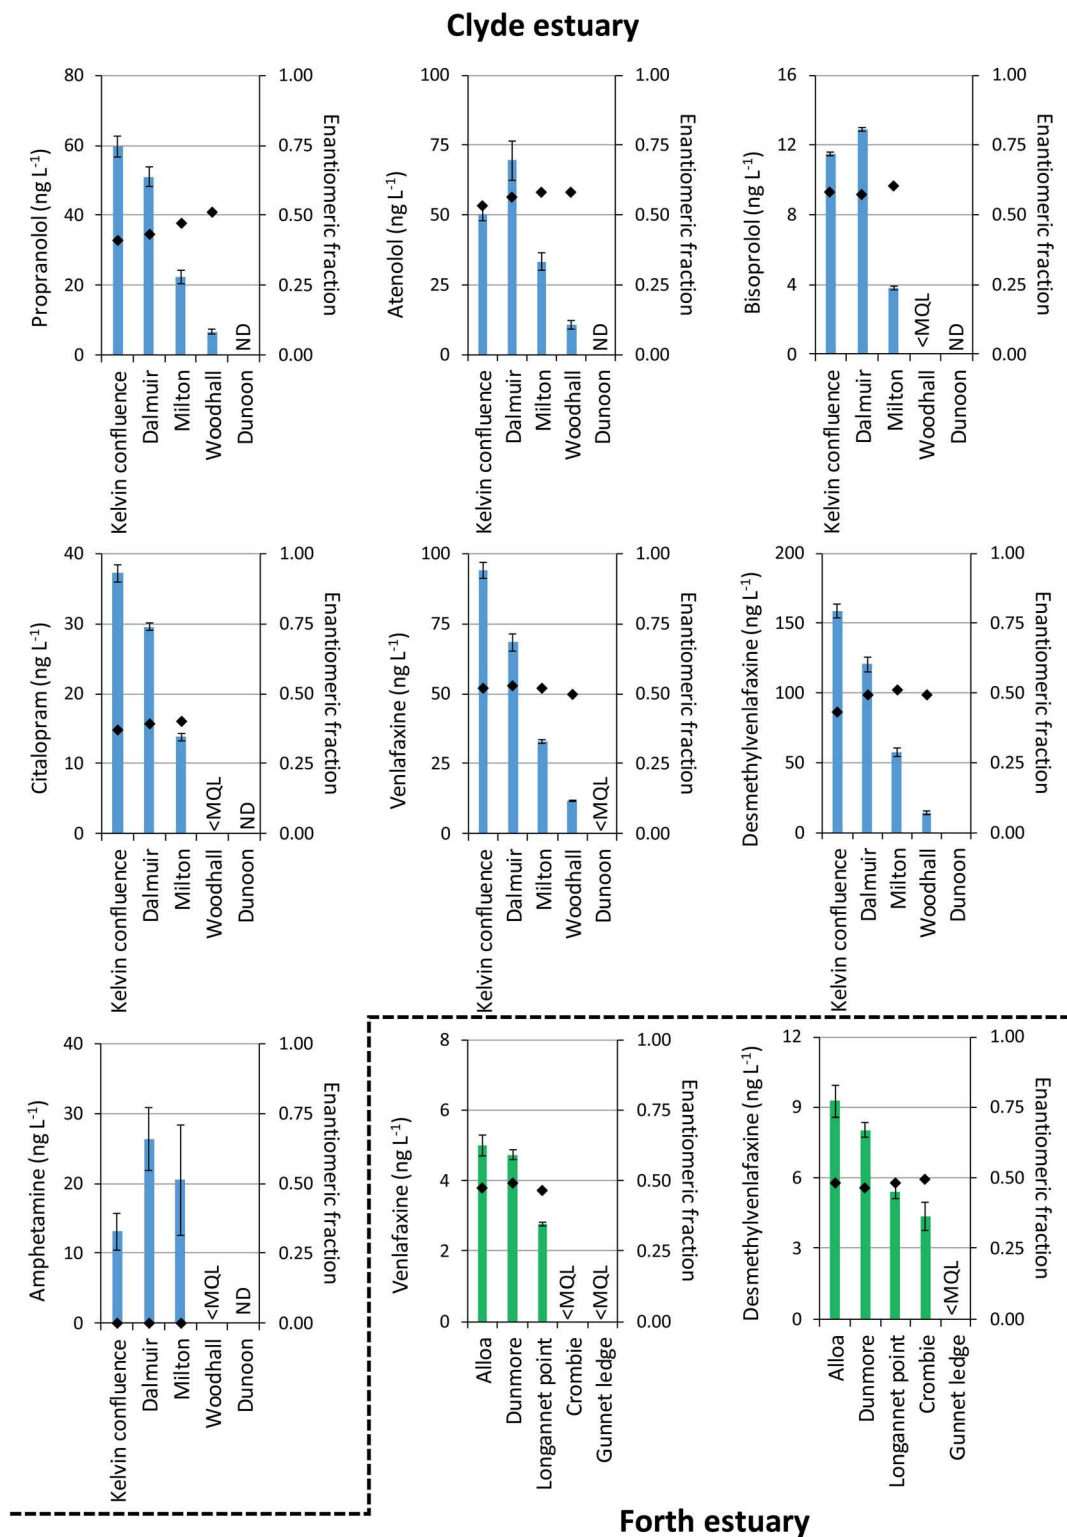 Clyde estuary
Propranolol (ng L-1)
80
60
40
20
0
1.00
0.75
0.50
0.25
0.00
Enantiomeric fraction
ND
Kelvin confluence
Dalmuir
Milton
Woodhall
Dunoon
Atenolol (ng L-1)
100
75
50
25
0
1.00
0.75
0.50
0.25
0.00
Enantiomeric fraction
ND
Kelvin confluence
Dalmuir
Milton
Woodhall
Dunoon
Bisoprolol (ng L-1)
16
12
8
4
0
1.00
0.75
0.50
0.25
0.00
Enantiomeric fraction
<MQL
ND
Kelvin confluence
Dalmuir
Milton
Woodhall
Dunoon
Citalopram (ng L-1)
40
30
20
10
0
1.00
0.75
0.50
0.25
0.00
Enantiomeric fraction
<MQL
ND
Kelvin confluence
Dalmuir
Milton
Woodhall
Dunoon
Venlafaxine (ng L-1)
100
75
50
25
0
1.00
0.75
0.50
0.25
0.00
Enantiomeric fraction
<MQL
Kelvin confluence
Dalmuir
Milton
Woodhall
Dunoon
Desmethylvenlafaxine (ng L-1)
200
150
100
50
0
1.00
0.75
0.50
0.25
0.00
Enantiomeric fraction
Kelvin confluence
Dalmuir
Milton
Woodhall
Dunoon
Amphetamine (ng L-1)
40
30
20
10
0
1.00
0.75
0.50
0.25
0.00
Enantiomeric fraction
<MQL
ND
Kelvin confluence
Dalmuir
Milton
Woodhall
Dunoon
Venlafaxine (ng L-1)
8
6
4
2
0
1.00
0.75
0.50
0.25
0.00
Enantiomeric fraction
<MQL
<MQL
Alloa
Dunmore
Longannet point
Crombie
Gunnet ledge
Desmethylvenlafaxine (ng L-1)
12
9
6
3
0
1.00
0.75
0.50
0.25
0.00
Enantiomeric fraction
<MQL
Alloa
Dunmore
Longannet point
Crombie
Gunnet ledge
Forth estuary